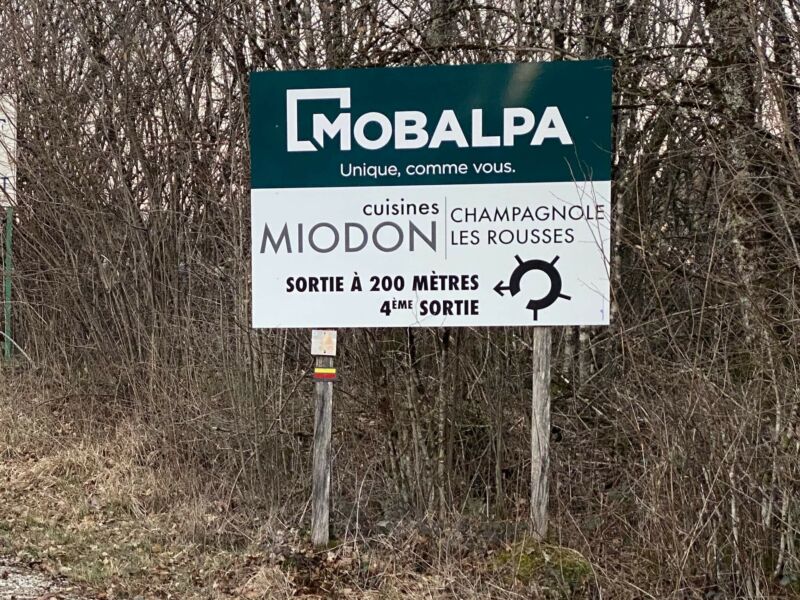 MOBALPA
Unique, comme vous.
cuisines
MIODON
CHAMPAGNOLE
LES ROUSSES
SORTIE À 200 MÈTRES
4ÈME SORTIE